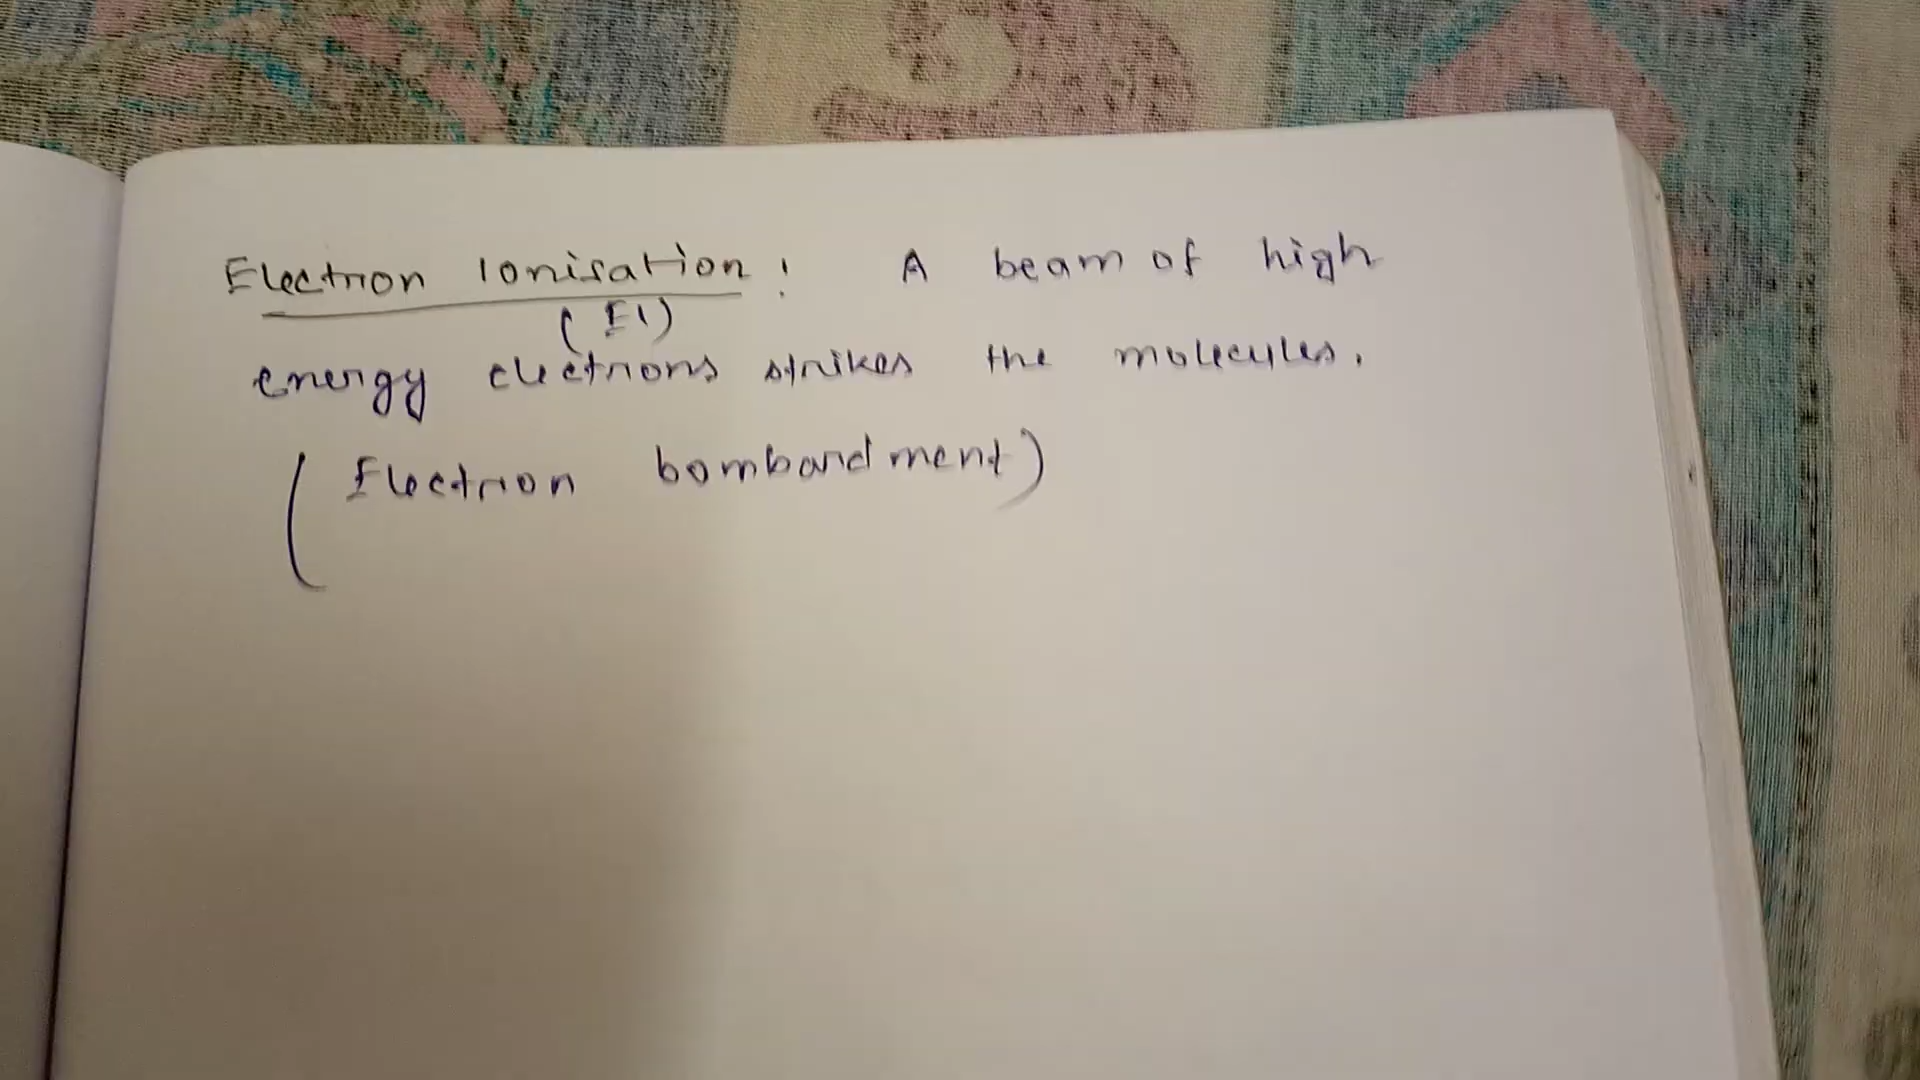 Electron Ionisation : A beam of high
(EI)
energy electrons strikes the molecules.
(Electron bombardment)